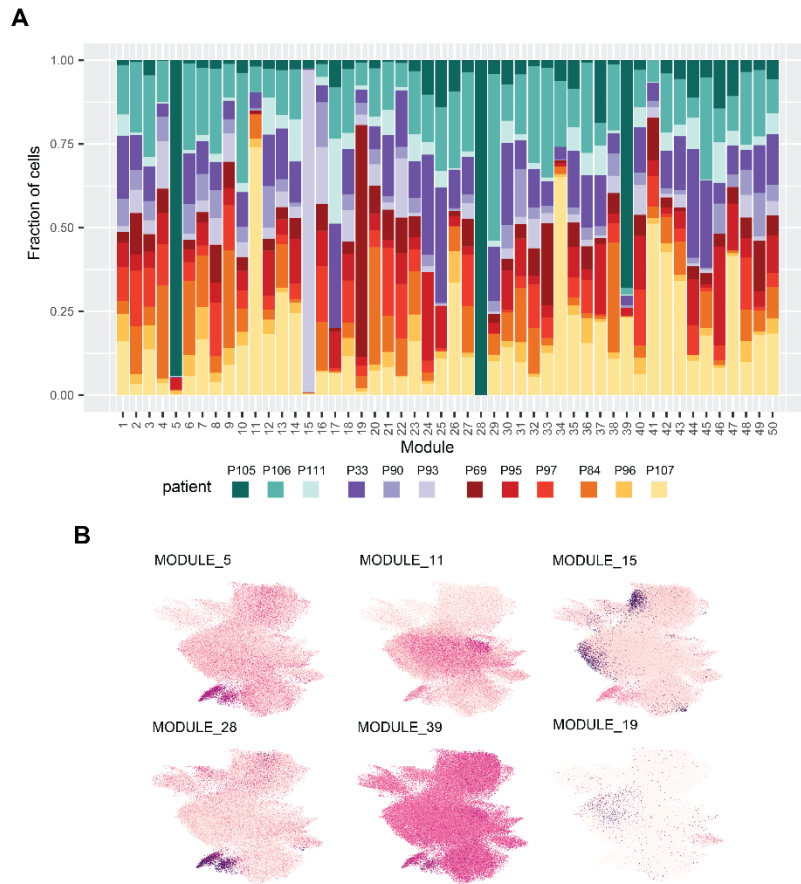 A
1.00
0.75
0.50
0.25
0.00
Fraction of cells
1 2 3 4 5 6 7 8 9 10 11 12 13 14 15 16 17 18 19 20 21 22 23 24 25 26 27 28 29 30 31 32 33 34 35 36 37 38 39 40 41 42 43 44 45 46 47 48 49 50
Module
patient P105 P106 P111 P33 P90 P93 P69 P95 P97 P84 P96 P107
B
MODULE_5 MODULE_11 MODULE_15
MODULE_28 MODULE_39 MODULE_19